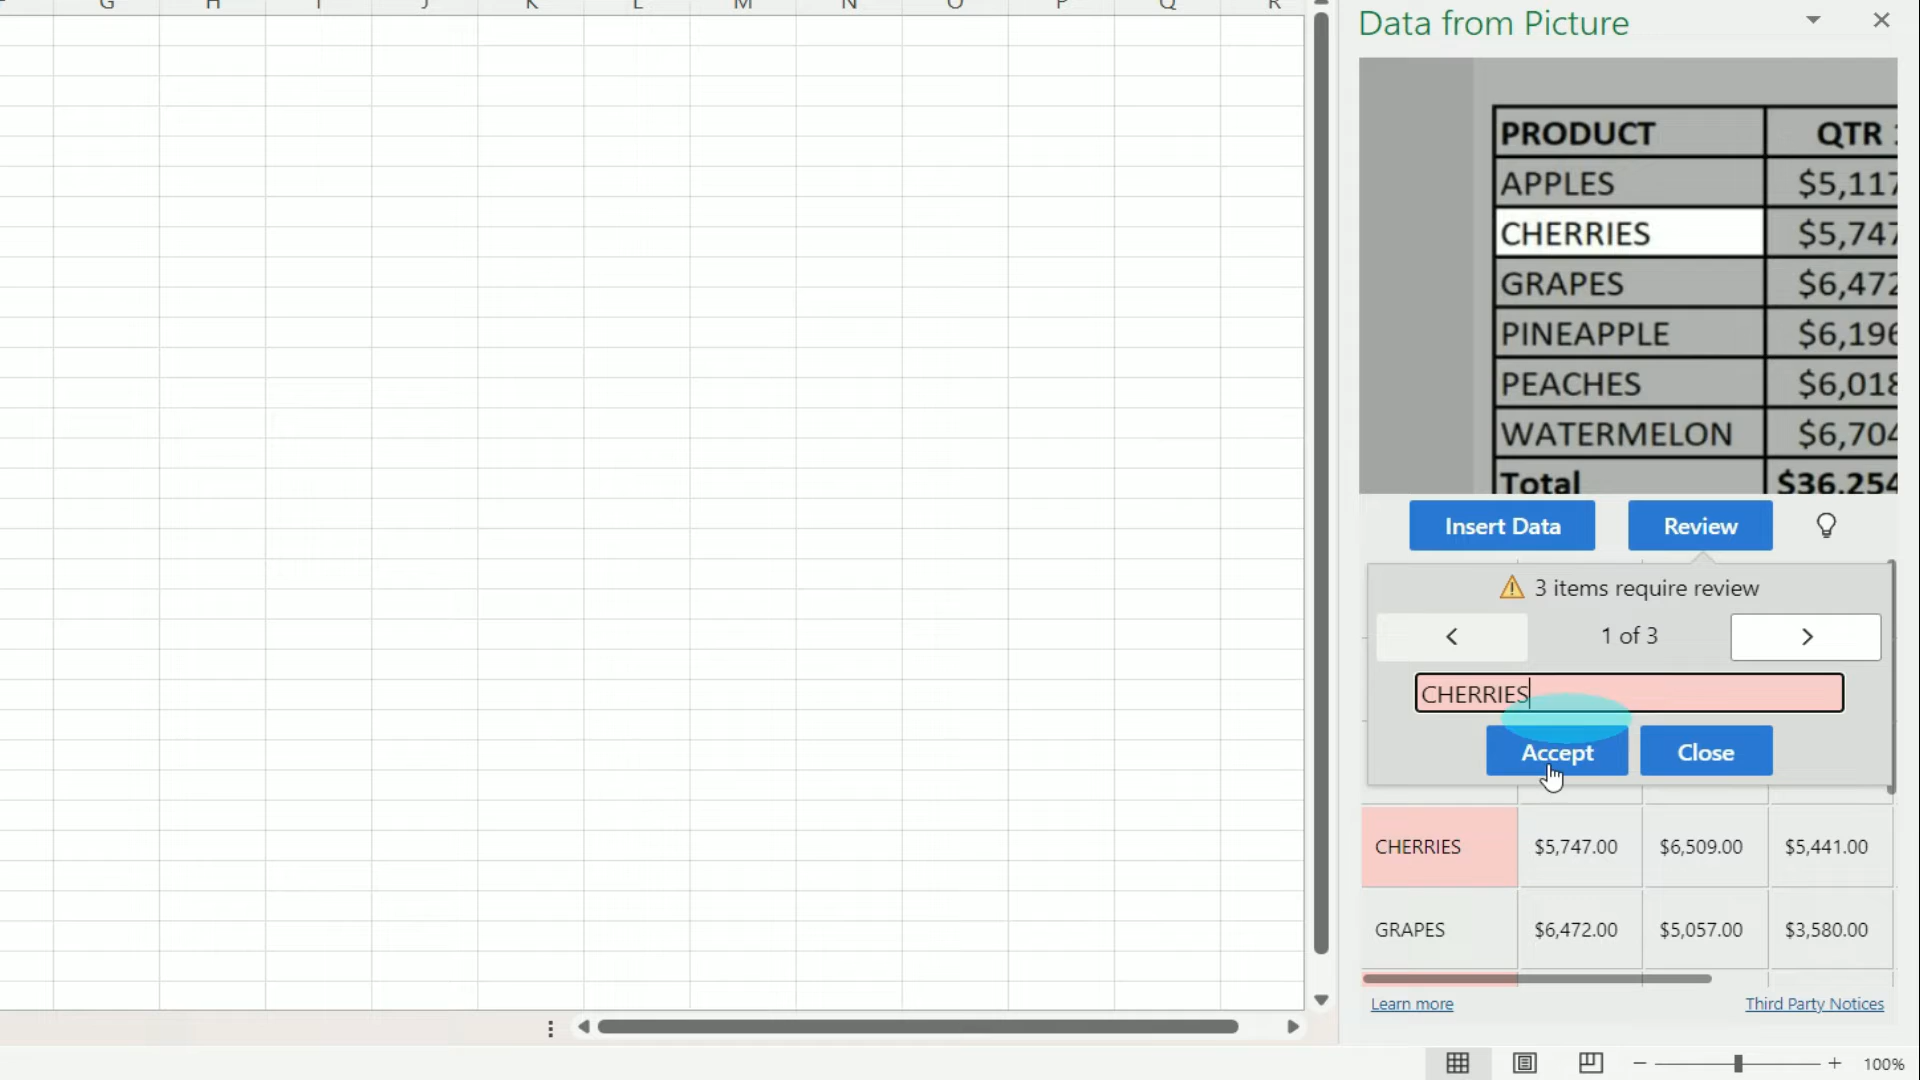 G H I J K L M N O P Q R
Data from Picture
PRODUCT QTR
APPLES $5,117
CHERRIES $5,747
GRAPES $6,472
PINEAPPLE $6,196
PEACHES $6,018
WATERMELON $6,704
Total $36,254
Insert Data Review
3 items require review
< 1 of 3 >
CHERRIES
Accept Close
CHERRIES $5,747.00 $6,509.00 $5,441.00
GRAPES $6,472.00 $5,057.00 $3,580.00
Learn more Third Party Notices
100%